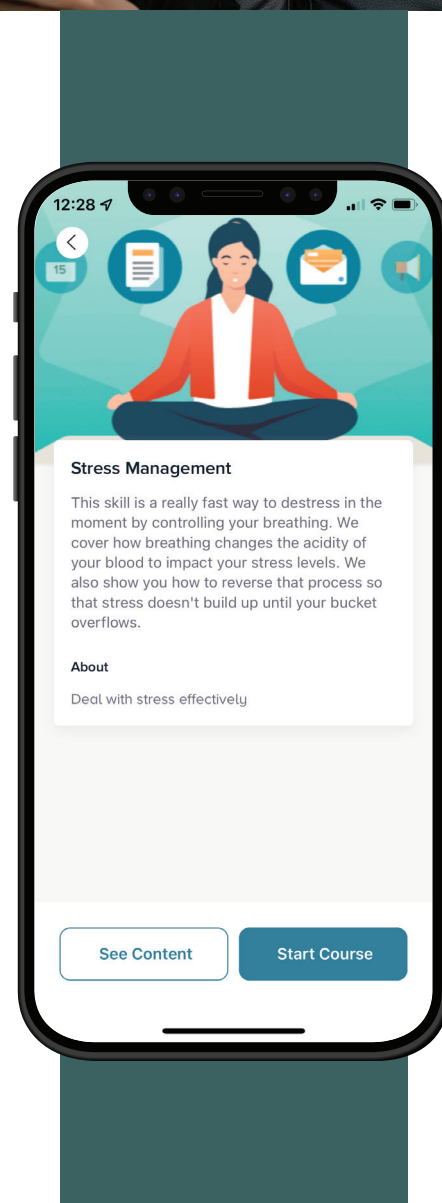 12:28
15
Stress Management
This skill is a really fast way to destress in the
moment by controlling your breathing. We
cover how breathing changes the acidity of
your blood to impact your stress levels. We
also show you how to reverse that process so
that stress doesn't build up until your bucket
overflows.
About
Deal with stress effectively
See Content
Start Course